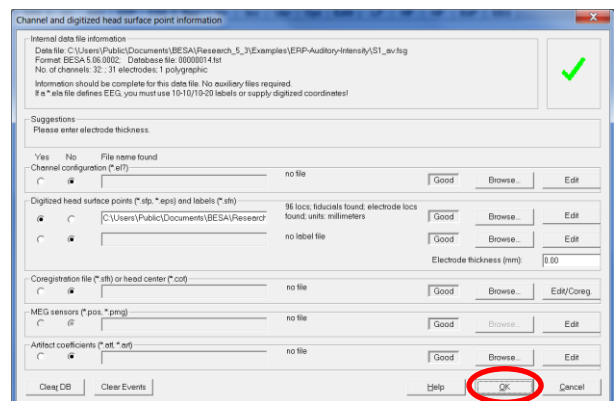 Channel and digitized head surface point information
Internal data file information
Data file: C:\Users\Public\Documents\BESA\Research_5_3\Examples\ERP-Auditory-Intensity\S1_av.fsg
Format: BESA 5.06.0002; Database file: 00000014.fst
No. of channels: 32 ; 31 electrodes; 1 polygraphic
Information should be complete for this data file. No auxiliary files required.
If a *.ela file defines EEG, you must use 10-10/10-20 labels or supply digitized coordinates!
Suggestions
Please enter electrode thickness.
Yes No File name found
Channel configuration (*.el?)
no file Good Browse... Edit
Digitized head surface points (*.sfp, *.eps) and labels (*.sfn)
C:\Users\Public\Documents\BESA\Research 96 locs; fiducials found; electrode locs found; units: millimeters Good Browse... Edit
no label file Good Browse... Edit
Electrode thickness (mm): 0.00
Coregistration file (*.sfh) or head center (*.cot)
no file Good Browse... Edit/Coreg.
MEG sensors (*.pos, *.pmg)
no file Good Browse... Edit
Artifact coefficients (*.atf, *.art)
no file Good Browse... Edit
Clear DB Clear Events Help OK Cancel